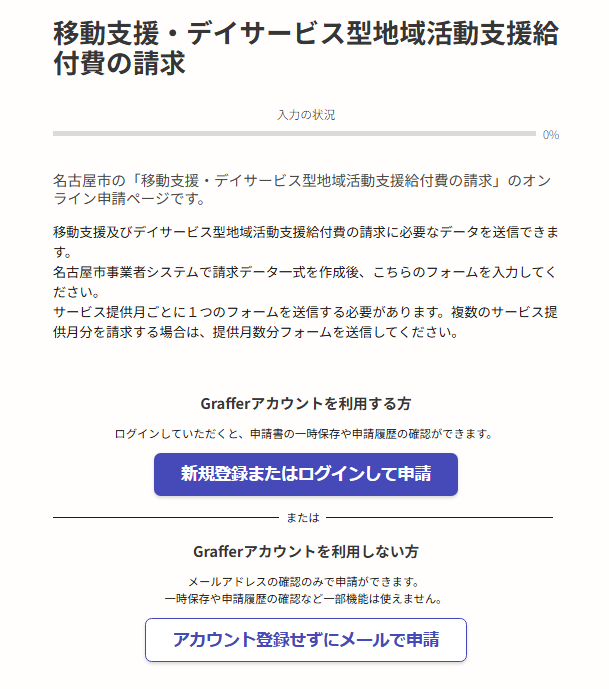 移動支援・デイサービス型地域活動支援給
付費の請求
入力の状況
0%
名古屋市の「移動支援・デイサービス型地域活動支援給付費の請求」のオン
ライン申請ページです。
移動支援及びデイサービス型地域活動支援給付費の請求に必要なデータを送信できま
す。
名古屋市事業者システムで請求データ一式を作成後、こちらのフォームを入力してく
ださい。
サービス提供月ごとに１つのフォームを送信する必要があります。複数のサービス提
供月分を請求する場合は、提供月数分フォームを送信してください。
Grafferアカウントを利用する方
ログインしていただくと、申請書の一時保存や申請履歴の確認ができます。
新規登録またはログインして申請
または
Grafferアカウントを利用しない方
メールアドレスの確認のみで申請ができます。
一時保存や申請履歴の確認など一部機能は使えません。
アカウント登録せずにメールで申請